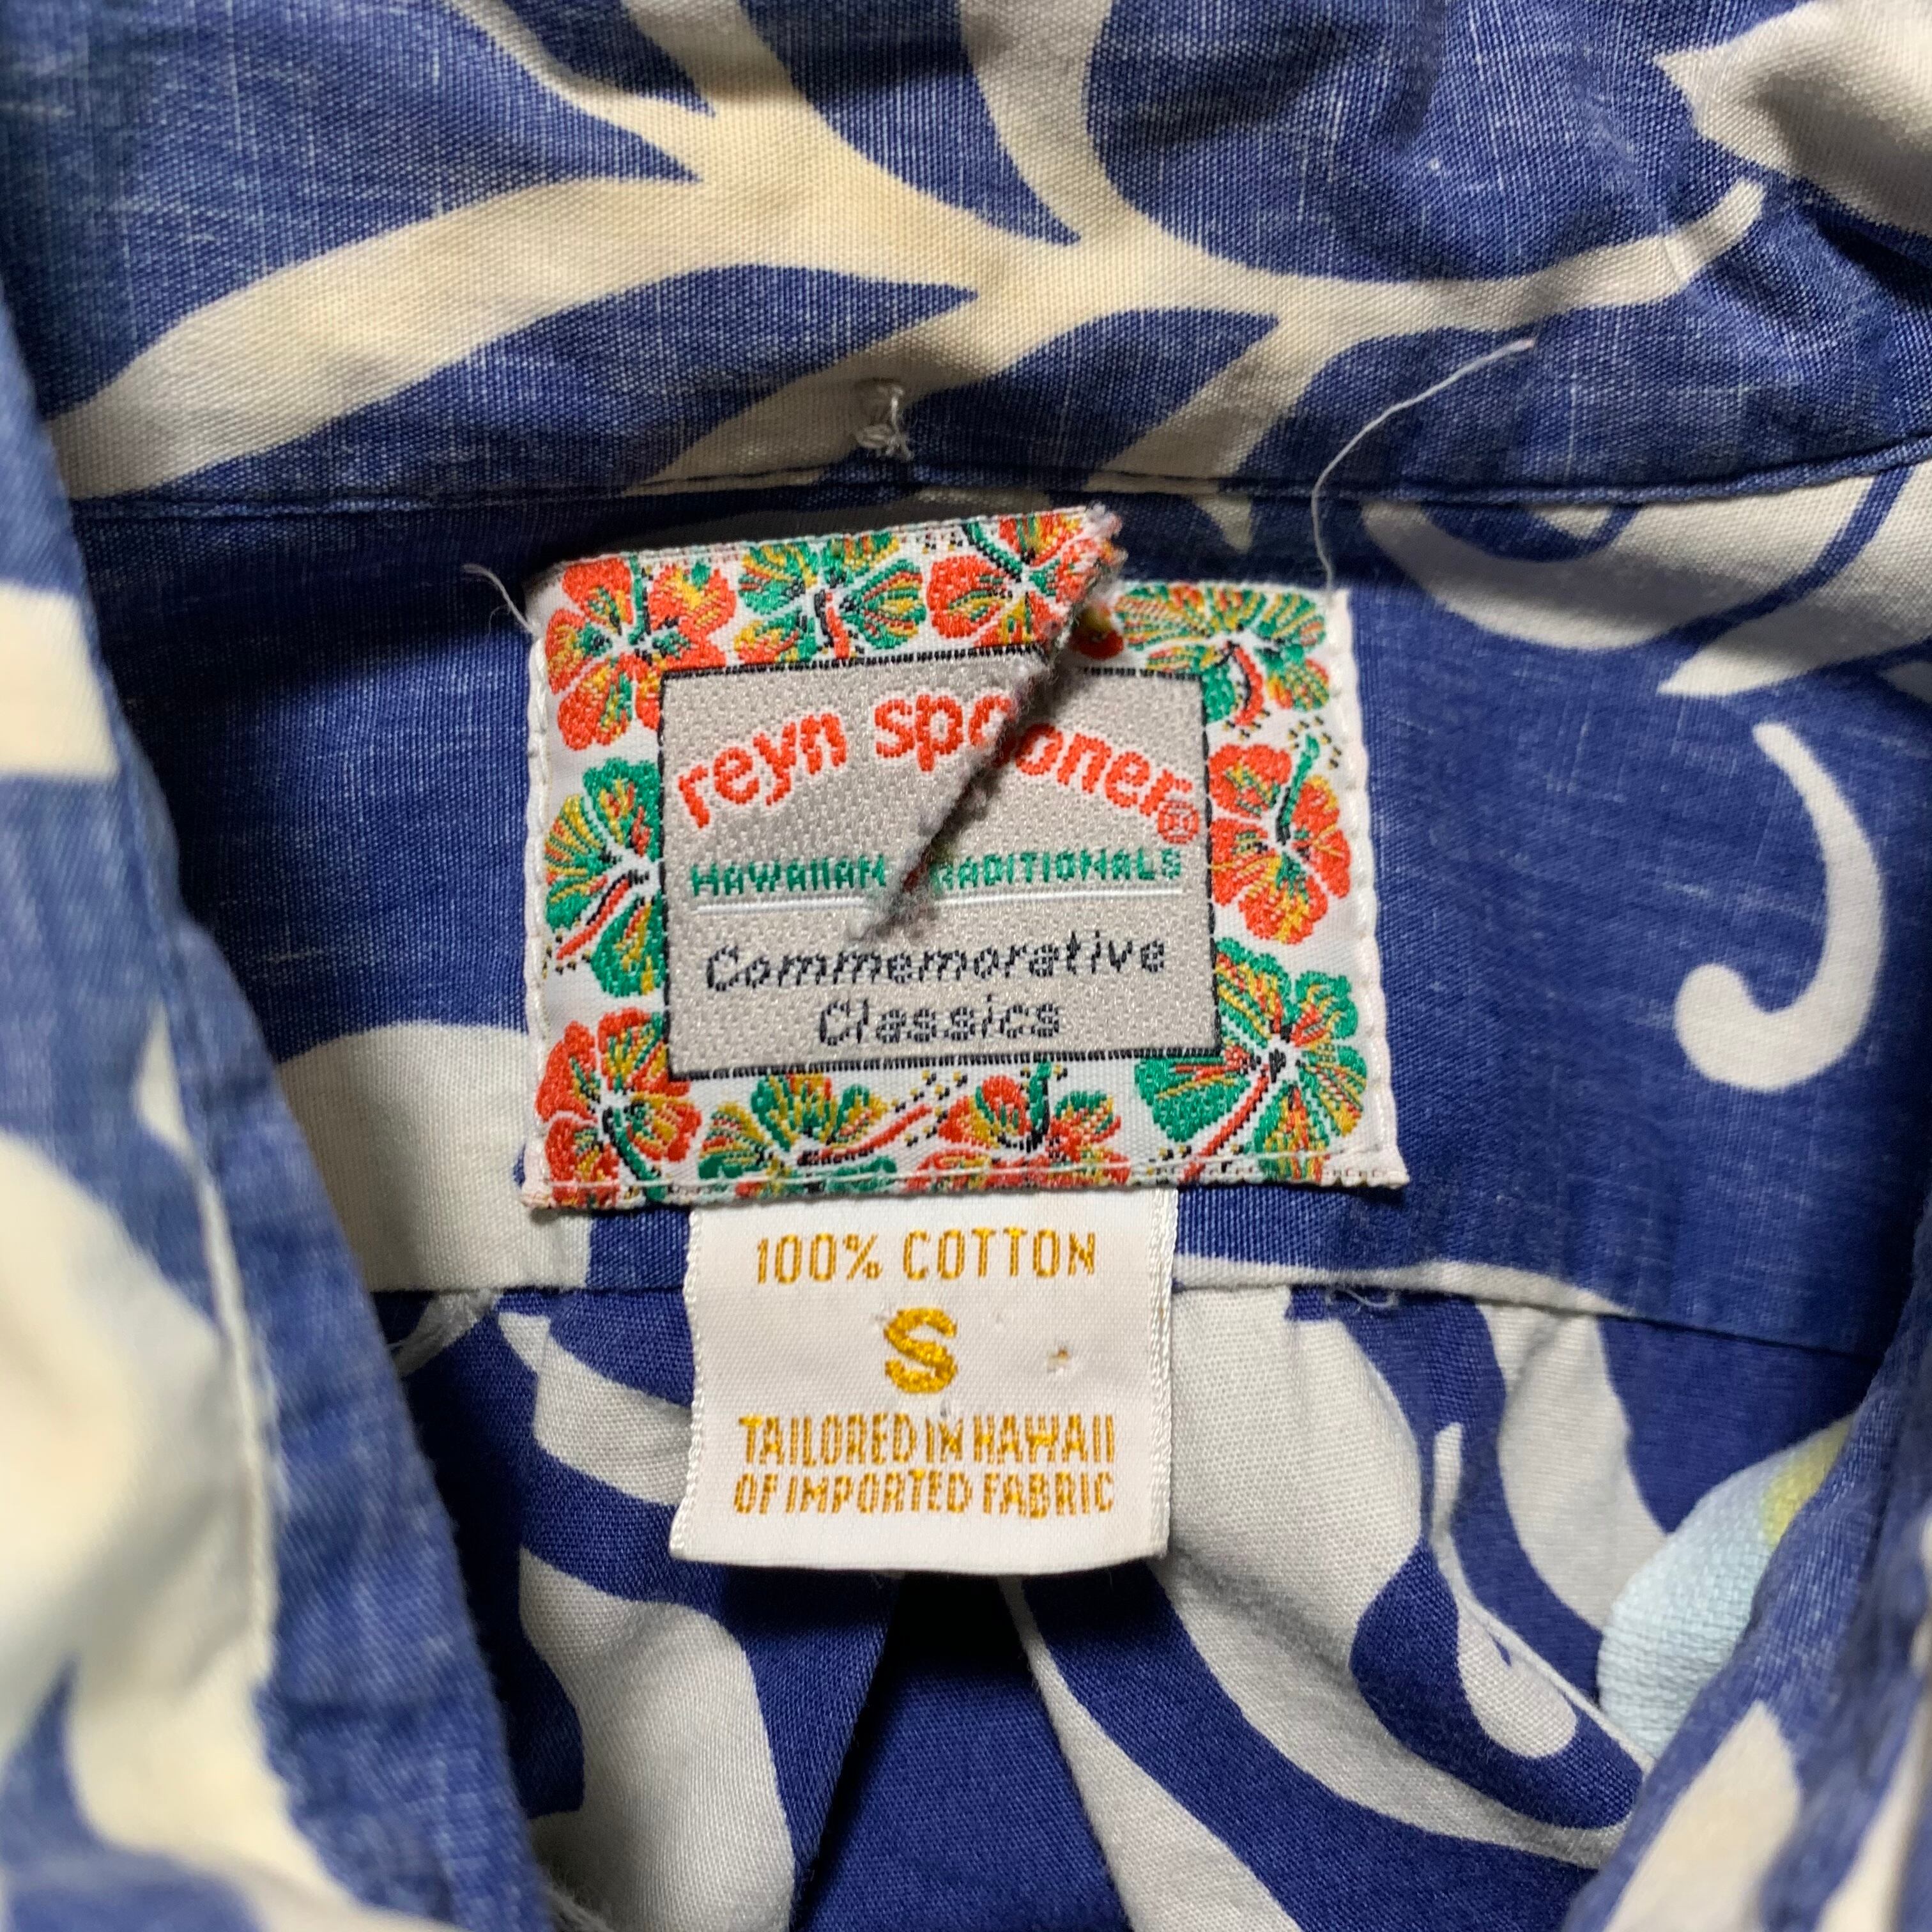 reyn spooner®
HAWAIIAN TRADITIONALS
Commemorative
Classics
100% COTTON
S
TAILORED IN HAWAII
OF IMPORTED FABRIC